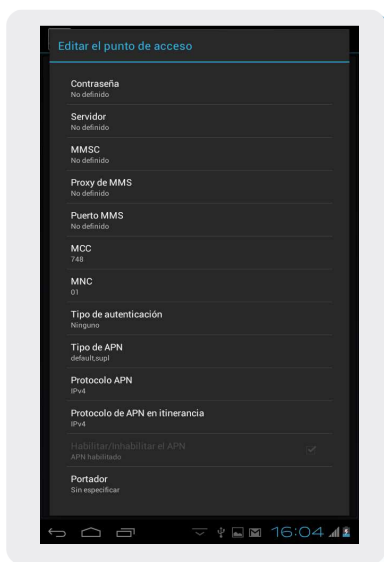 Editar el punto de acceso
Contraseña
No definido
Servidor
No definido
MMSC
No definido
Proxy de MMS
No definido
Puerto MMS
No definido
MCC
748
MNC
01
Tipo de autenticación
Ninguno
Tipo de APN
default,supl
Protocolo APN
IPv4
Protocolo de APN en itinerancia
IPv4
Habilitar/Inhabilitar el APN
APN habilitado
Portador
Sin especificar
16:04